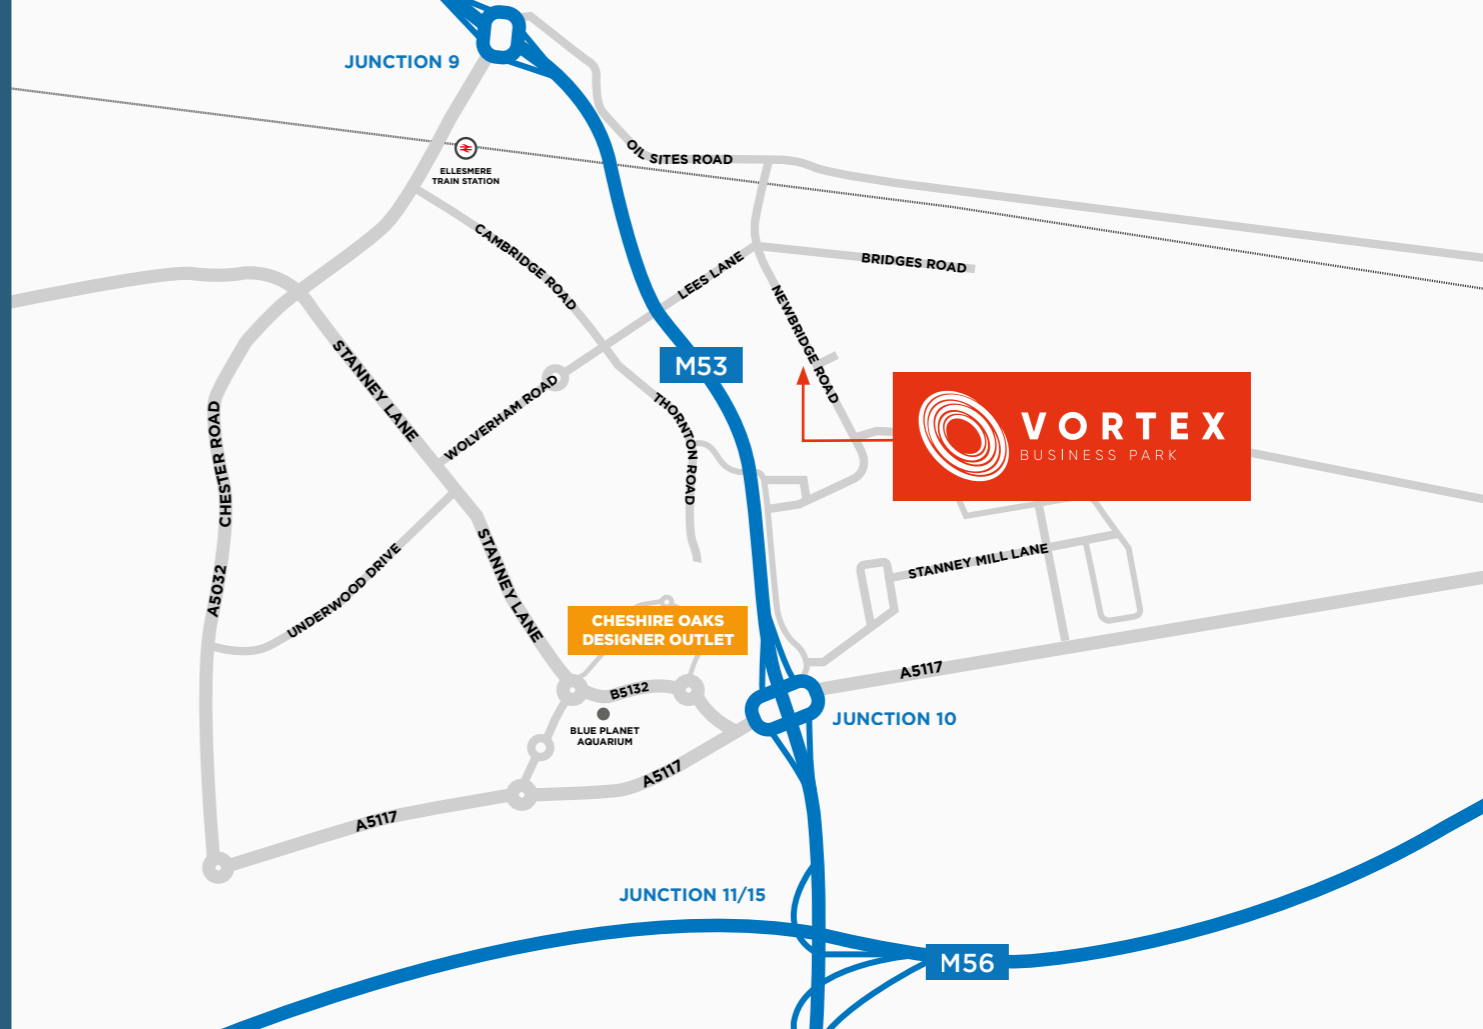 JUNCTION 9
OIL SITES ROAD
ELLESMERE
TRAIN STATION
CAMBRIDGE ROAD
LEES LANE
BRIDGES ROAD
NEWBRIDGE ROAD
STANNEY LANE
M53
WOLVERHAM ROAD
THORNTON ROAD
VORTEX
BUSINESS PARK
CHESTER ROAD
STANNEY LANE
STANNEY MILL LANE
UNDERWOOD DRIVE
A5032
CHESHIRE OAKS
DESIGNER OUTLET
A5117
B5132
JUNCTION 10
BLUE PLANET
AQUARIUM
A5117
A5117
JUNCTION 11/15
M56